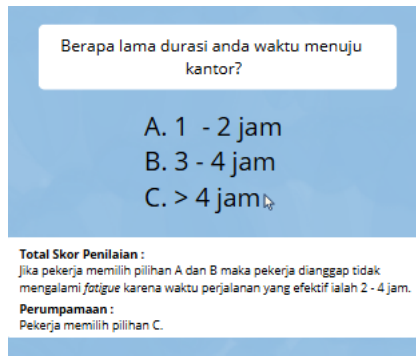 Berapa lama durasi anda waktu menuju
kantor?
A. 1 - 2 jam
B. 3 - 4 jam
C. > 4 jam
Total Skor Penilaian :
Jika pekerja memilih pilihan A dan B maka pekerja dianggap tidak
mengalami fatigue karena waktu perjalanan yang efektif ialah 2 - 4 jam.
Perumpamaan :
Pekerja memilih pilihan C.